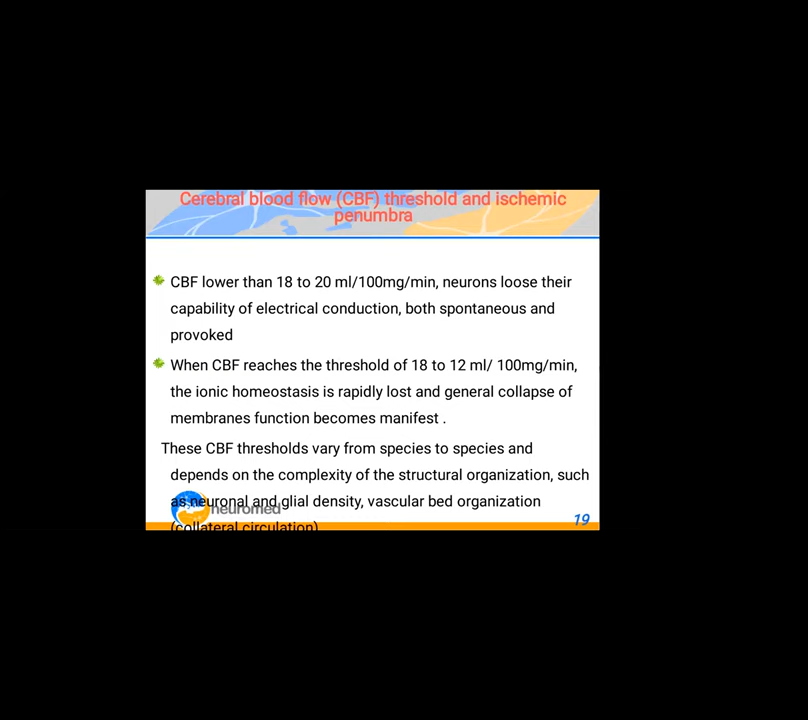 Cerebral blood flow (CBF) threshold and ischemic
penumbra
CBF lower than 18 to 20 ml/100mg/min, neurons loose their
capability of electrical conduction, both spontaneous and
provoked
When CBF reaches the threshold of 18 to 12 ml/ 100mg/min,
the ionic homeostasis is rapidly lost and general collapse of
membranes function becomes manifest .
These CBF thresholds vary from species to species and
depends on the complexity of the structural organization, such
as neuronal and glial density, vascular bed organization
neuromed
(collateral circulation)
19